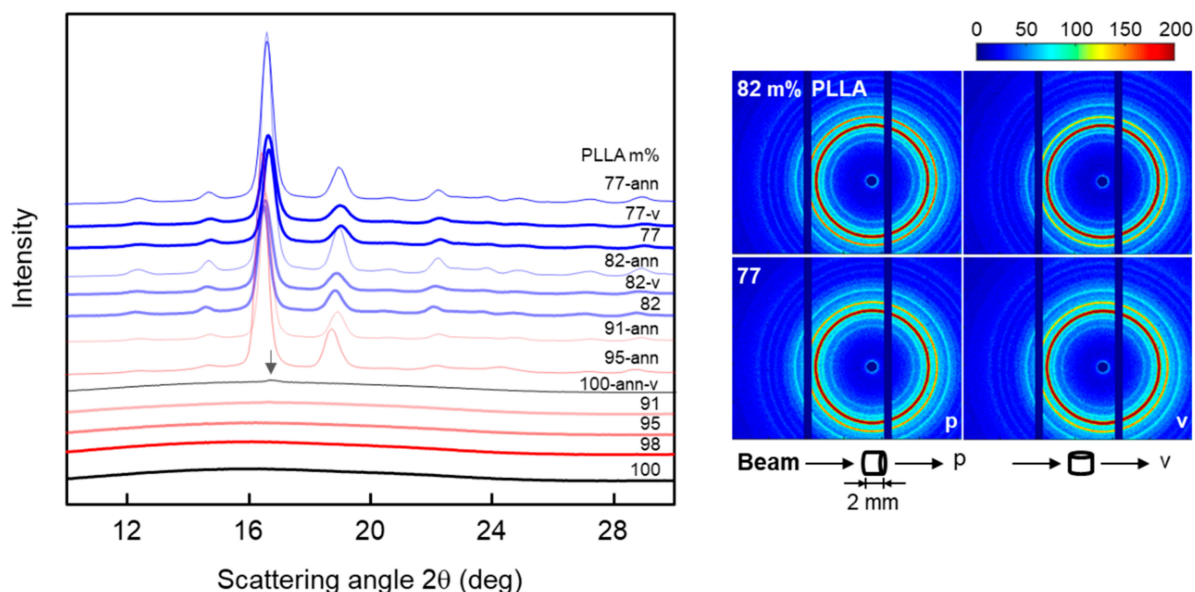 Intensity
PLLA m%
77-ann
77-v
77
82-ann
82-v
82
91-ann
95-ann
100-ann-v
91
95
98
100
12 16 20 24 28
Scattering angle 2θ (deg)
0 50 100 150 200
82 m% PLLA
77
p
v
Beam p v
2 mm